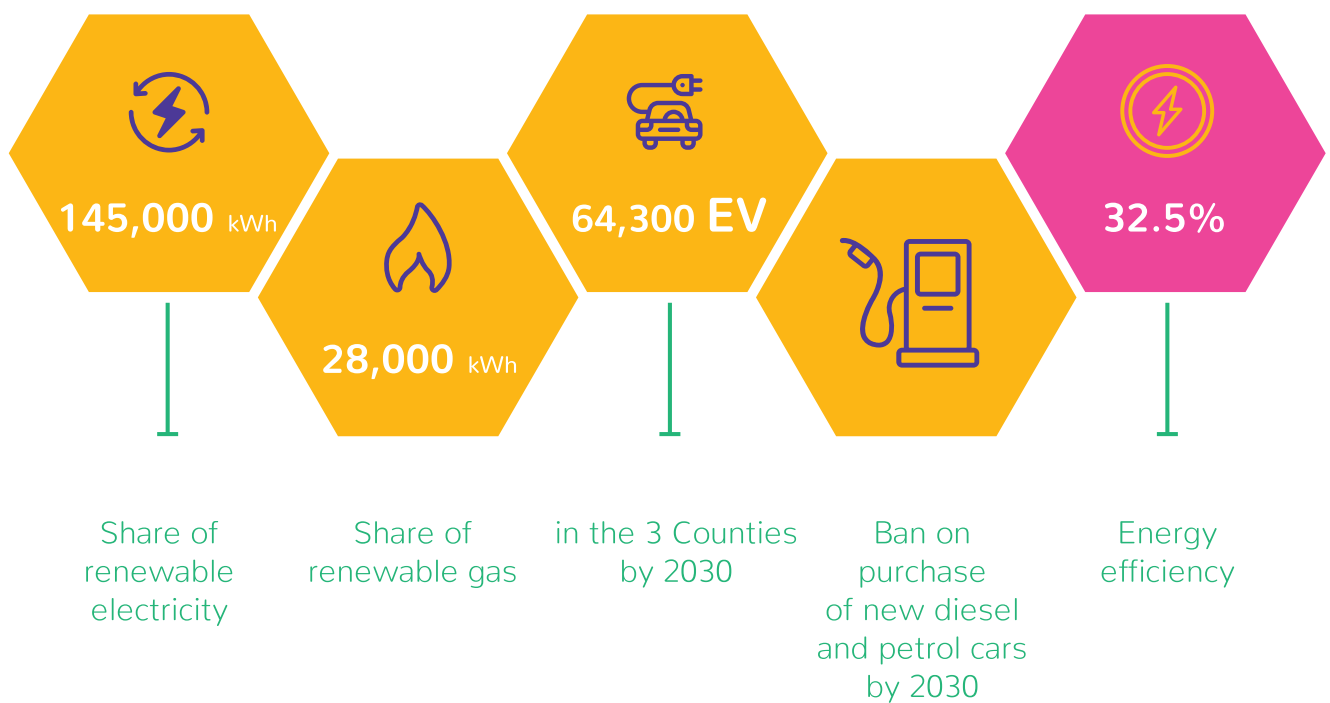 145,000 kWh
28,000 kWh
64,300 EV
32.5%
Share of
renewable
electricity
Share of
renewable gas
in the 3 Counties
by 2030
Ban on
purchase
of new diesel
and petrol cars
by 2030
Energy
efficiency